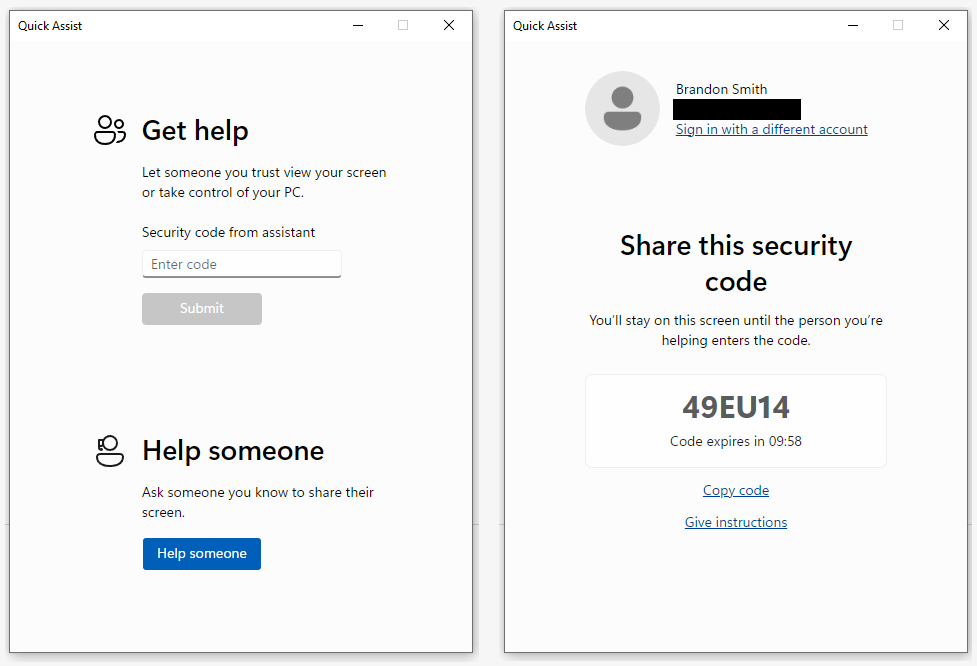 Quick Assist
Get help
Let someone you trust view your screen
or take control of your PC.
Security code from assistant
Enter code
Submit
Help someone
Ask someone you know to share their
screen.
Help someone
Quick Assist
Brandon Smith
Sign in with a different account
Share this security
code
You’ll stay on this screen until the person you’re
helping enters the code.
49EU14
Code expires in 09:58
Copy code
Give instructions